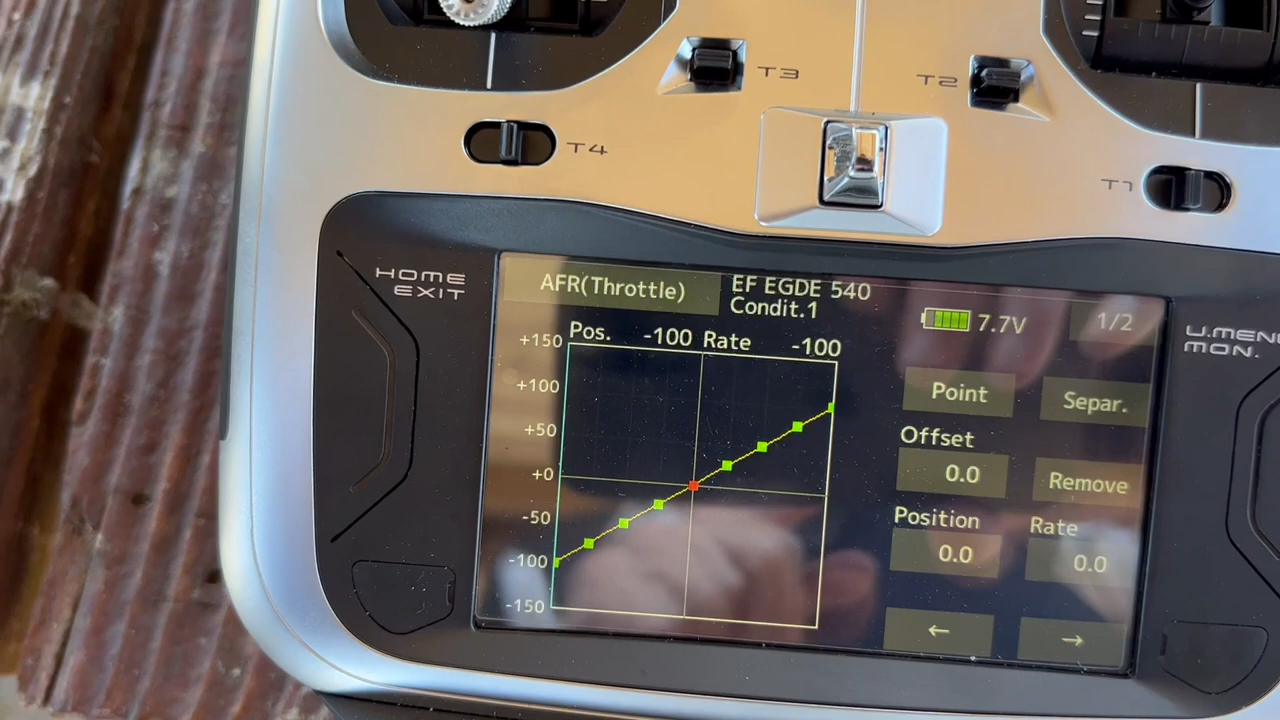 T3
T2
T4
T1
HOME
EXIT
U.MENU
MON.
AFR(Throttle)
EF EGDE 540
Condit.1
7.7V
1/2
Pos. -100 Rate -100
+150
+100
+50
+0
-50
-100
-150
Point
Separ.
Offset
0.0
Remove
Position
Rate
0.0
0.0
←
→